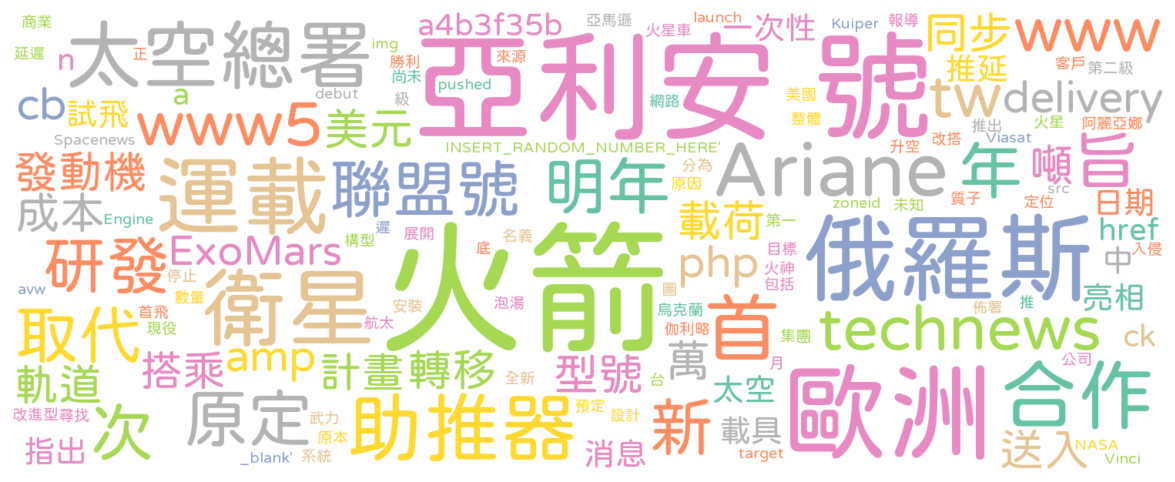 商業
太空總署
亞馬遜
a4b3f35b
火星車
launch
一次性
Kuiper
報導
同步
www
延遲
正
n
img
勝利
尚未
來源
亞利安
號
推延
客戶
第二級
cb
試飛
a
級
debut
pushed
網路
美國
整體
tw
delivery
www5
美元
Spacenews
INSERT_RANDOM_NUMBER_HERE'
推出
升空
改搭
Viasat
火星
阿麗亞娜
發動機
運載
聯盟號
明年
分為
原因
Ariane
年
噸
旨
成本
Engine
遲
載荷
第一
zoneid
未知
質子
src
定位
日期
研發
ExoMars
構型
展開
底
名義
火箭
php
目標
火神
包括
俄羅斯
中
href
入侵
avw
停止
數量
衛星
安裝
泡湯
圖
烏克蘭
佈署
推
亮相
首飛
現役
航太
伽利略
首
集團
technews
ck
取代
amp
搭乘
計畫
轉移
全新
型號
台
萬
月
太空
公司
歐洲
合作
軌道
改進型
尋找
次
原定
武力
原本
助推器
預定
設計
新
載具
指出
_blank'
系統
消息
target
送入
NASA
Vinci